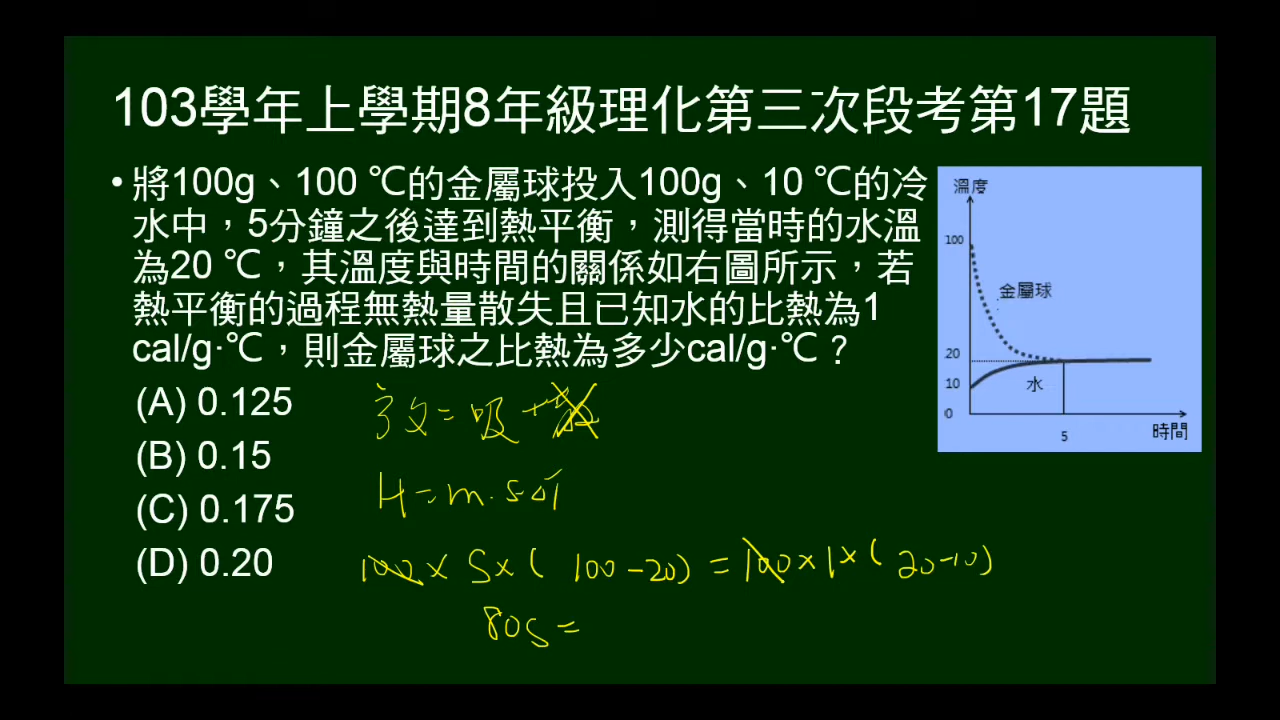 103學年上學期8年級理化第三次段考第17題
•將100g、100 ℃的金屬球投入100g、10 ℃的冷
水中，5分鐘之後達到熱平衡，測得當時的水溫
為20 ℃，其溫度與時間的關係如右圖所示，若
熱平衡的過程無熱量散失且已知水的比熱為1
cal/g·℃，則金屬球之比熱為多少cal/g·℃？
(A) 0.125
(B) 0.15
(C) 0.175
(D) 0.20
溫度
100
金屬球
20
10
水
0
5
時間
放=吸+
H=m·s·ΔT
100×S×(100-20)=100×1×(20-10)
80S=